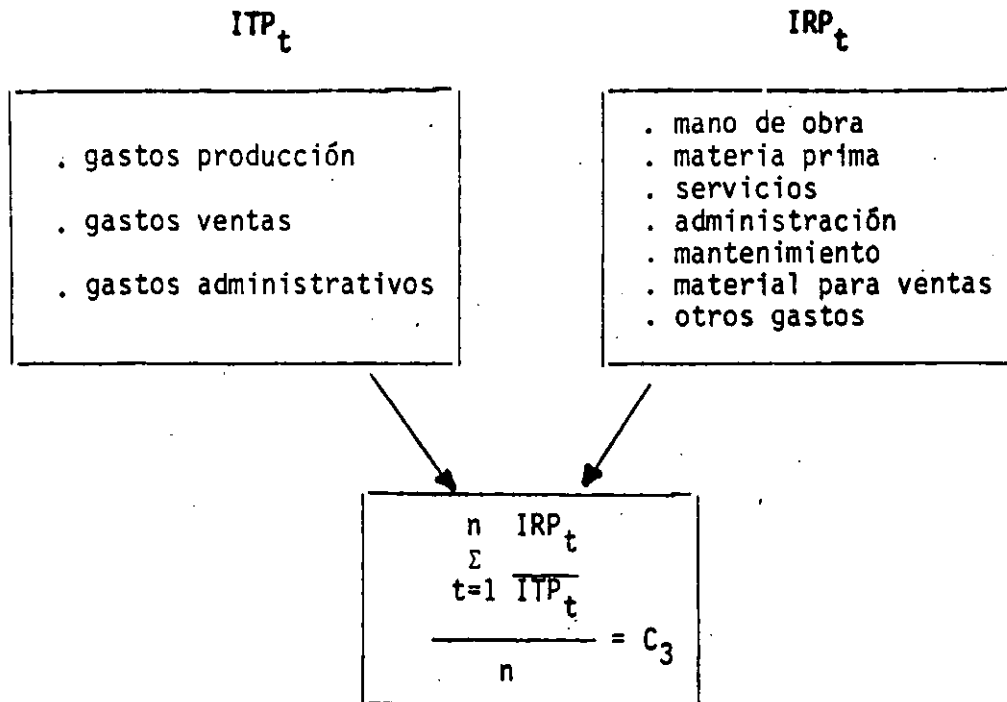 ITP_t
IRP_t
. gastos producción
. gastos ventas
. gastos administrativos
. mano de obra
. materia prima
. servicios
. administración
. mantenimiento
. material para ventas
. otros gastos
n IRP_t
Σ
t=1 ITP_t
= C_3
n